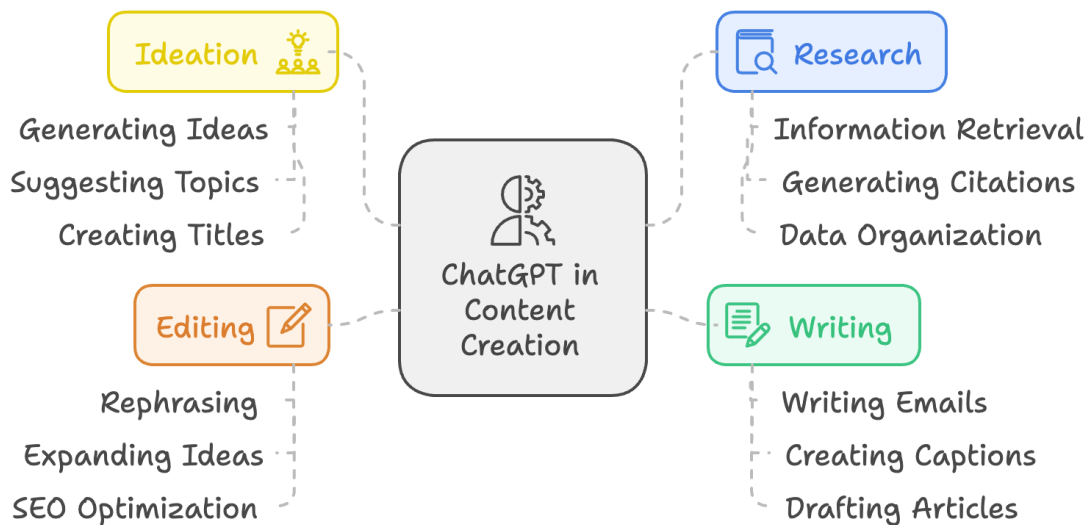 Ideation
Generating Ideas
Suggesting Topics
Creating Titles
Research
Information Retrieval
Generating Citations
Data Organization
ChatGPT in
Content
Creation
Editing
Rephrasing
Expanding Ideas
SEO Optimization
Writing
Writing Emails
Creating Captions
Drafting Articles